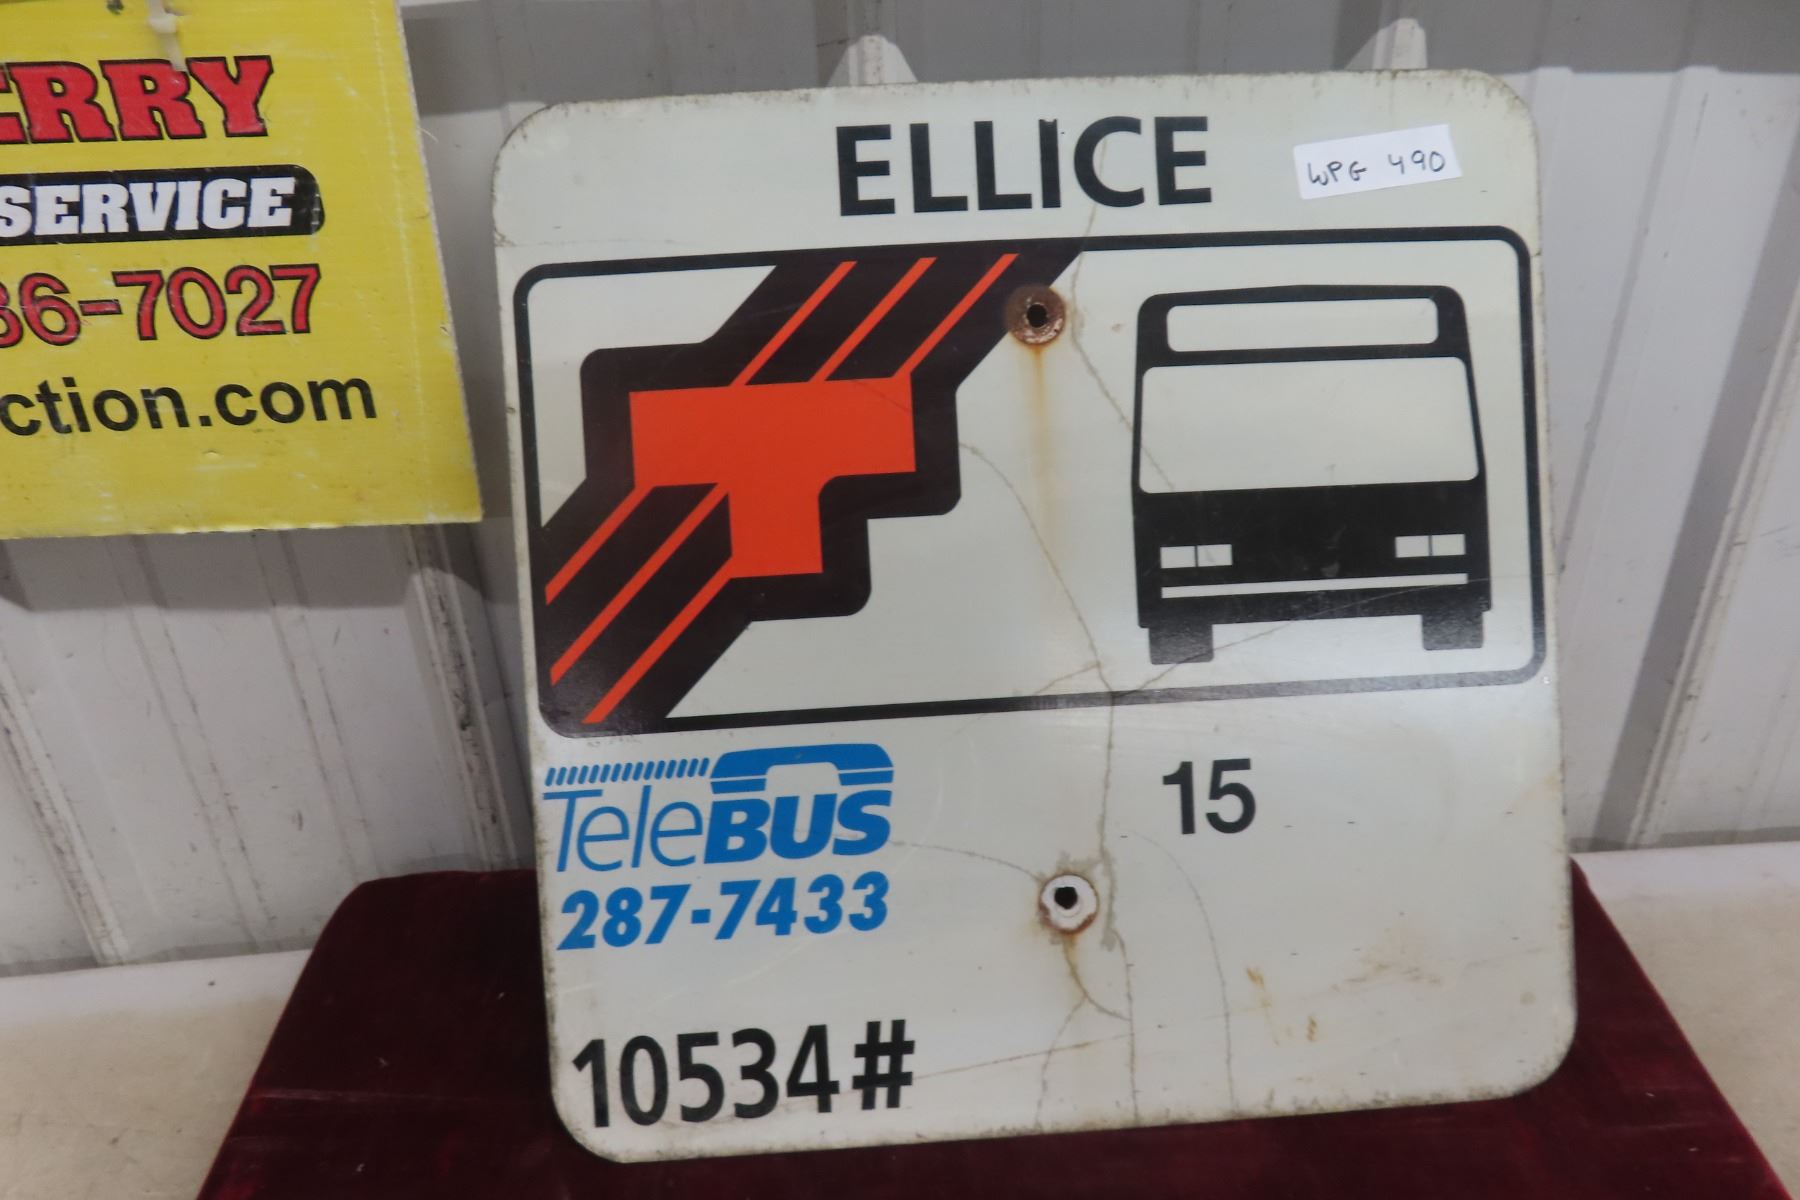 ERRY
SERVICE
36-7027
ction.com
ELLICE
WPG 490
T
TeleBUS
287-7433
15
10534#